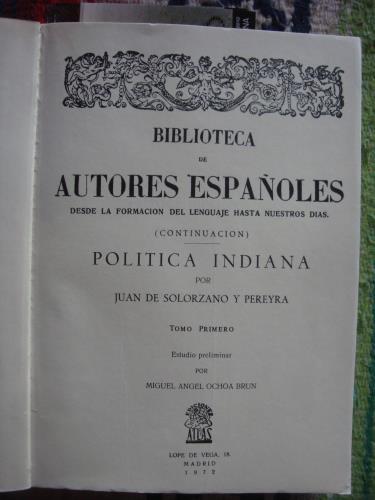 BIBLIOTECA
DE
AUTORES ESPAÑOLES
DESDE LA FORMACION DEL LENGUAJE HASTA NUESTROS DIAS.
(CONTINUACION)
POLITICA INDIANA
POR
JUAN DE SOLORZANO Y PEREYRA
TOMO PRIMERO
Estudio preliminar
POR
MIGUEL ANGEL OCHOA BRUN
EDICIONES
ATLAS
LOPE DE VEGA, 18.
MADRID
1972